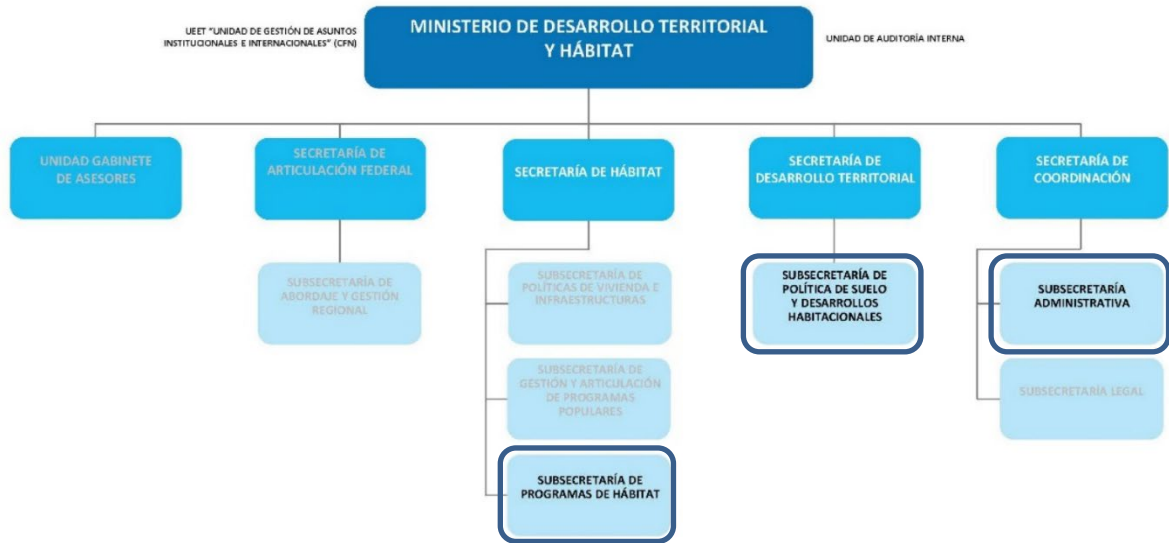 UEET "UNIDAD DE GESTIÓN DE ASUNTOS
INSTITUCIONALES E INTERNACIONALES" (CFN)
MINISTERIO DE DESARROLLO TERRITORIAL
Y HÁBITAT
UNIDAD DE AUDITORÍA INTERNA
UNIDAD GABINETE
DE ASESORES
SECRETARÍA DE
ARTICULACIÓN FEDERAL
SECRETARÍA DE HÁBITAT
SECRETARÍA DE
DESARROLLO TERRITORIAL
SECRETARÍA DE
COORDINACIÓN
SUBSECRETARÍA DE
ABORDAJE Y GESTIÓN
REGIONAL
SUBSECRETARÍA DE
POLÍTICAS DE VIVIENDA E
INFRAESTRUCTURAS
SUBSECRETARÍA DE
POLÍTICA DE SUELO
Y DESARROLLOS
HABITACIONALES
SUBSECRETARÍA
ADMINISTRATIVA
SUBSECRETARÍA DE
GESTIÓN Y ARTICULACIÓN
DE PROGRAMAS
POPULARES
SUBSECRETARÍA LEGAL
SUBSECRETARÍA DE
PROGRAMAS DE HÁBITAT